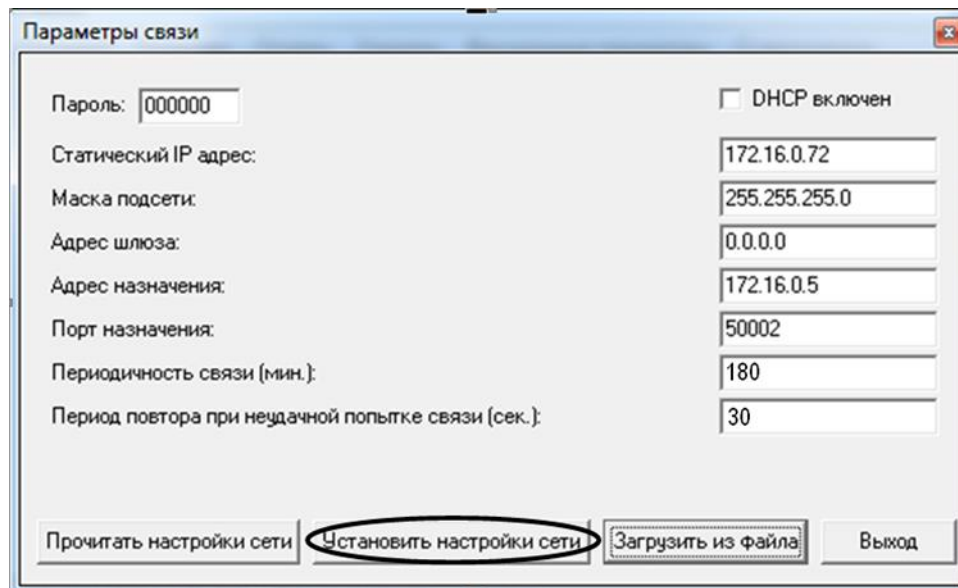 Параметры связи
Пароль: 000000
DHCP включен
Статический IP адрес: 172.16.0.72
Маска подсети: 255.255.255.0
Адрес шлюза: 0.0.0.0
Адрес назначения: 172.16.0.5
Порт назначения: 50002
Периодичность связи (мин.): 180
Период повтора при неудачной попытке связи (сек.): 30
Прочитать настройки сети Установить настройки сети Загрузить из файла Выход